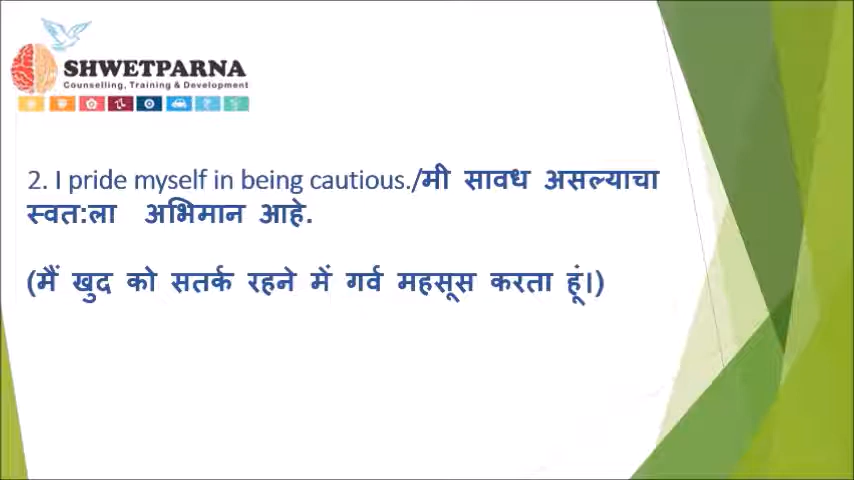 SHWETPARNA
Counselling, Training & Development
2. I pride myself in being cautious./मी सावध असल्याचा
स्वत:ला अभिमान आहे.
(मैं खुद को सतर्क रहने में गर्व महसूस करता हूं।)